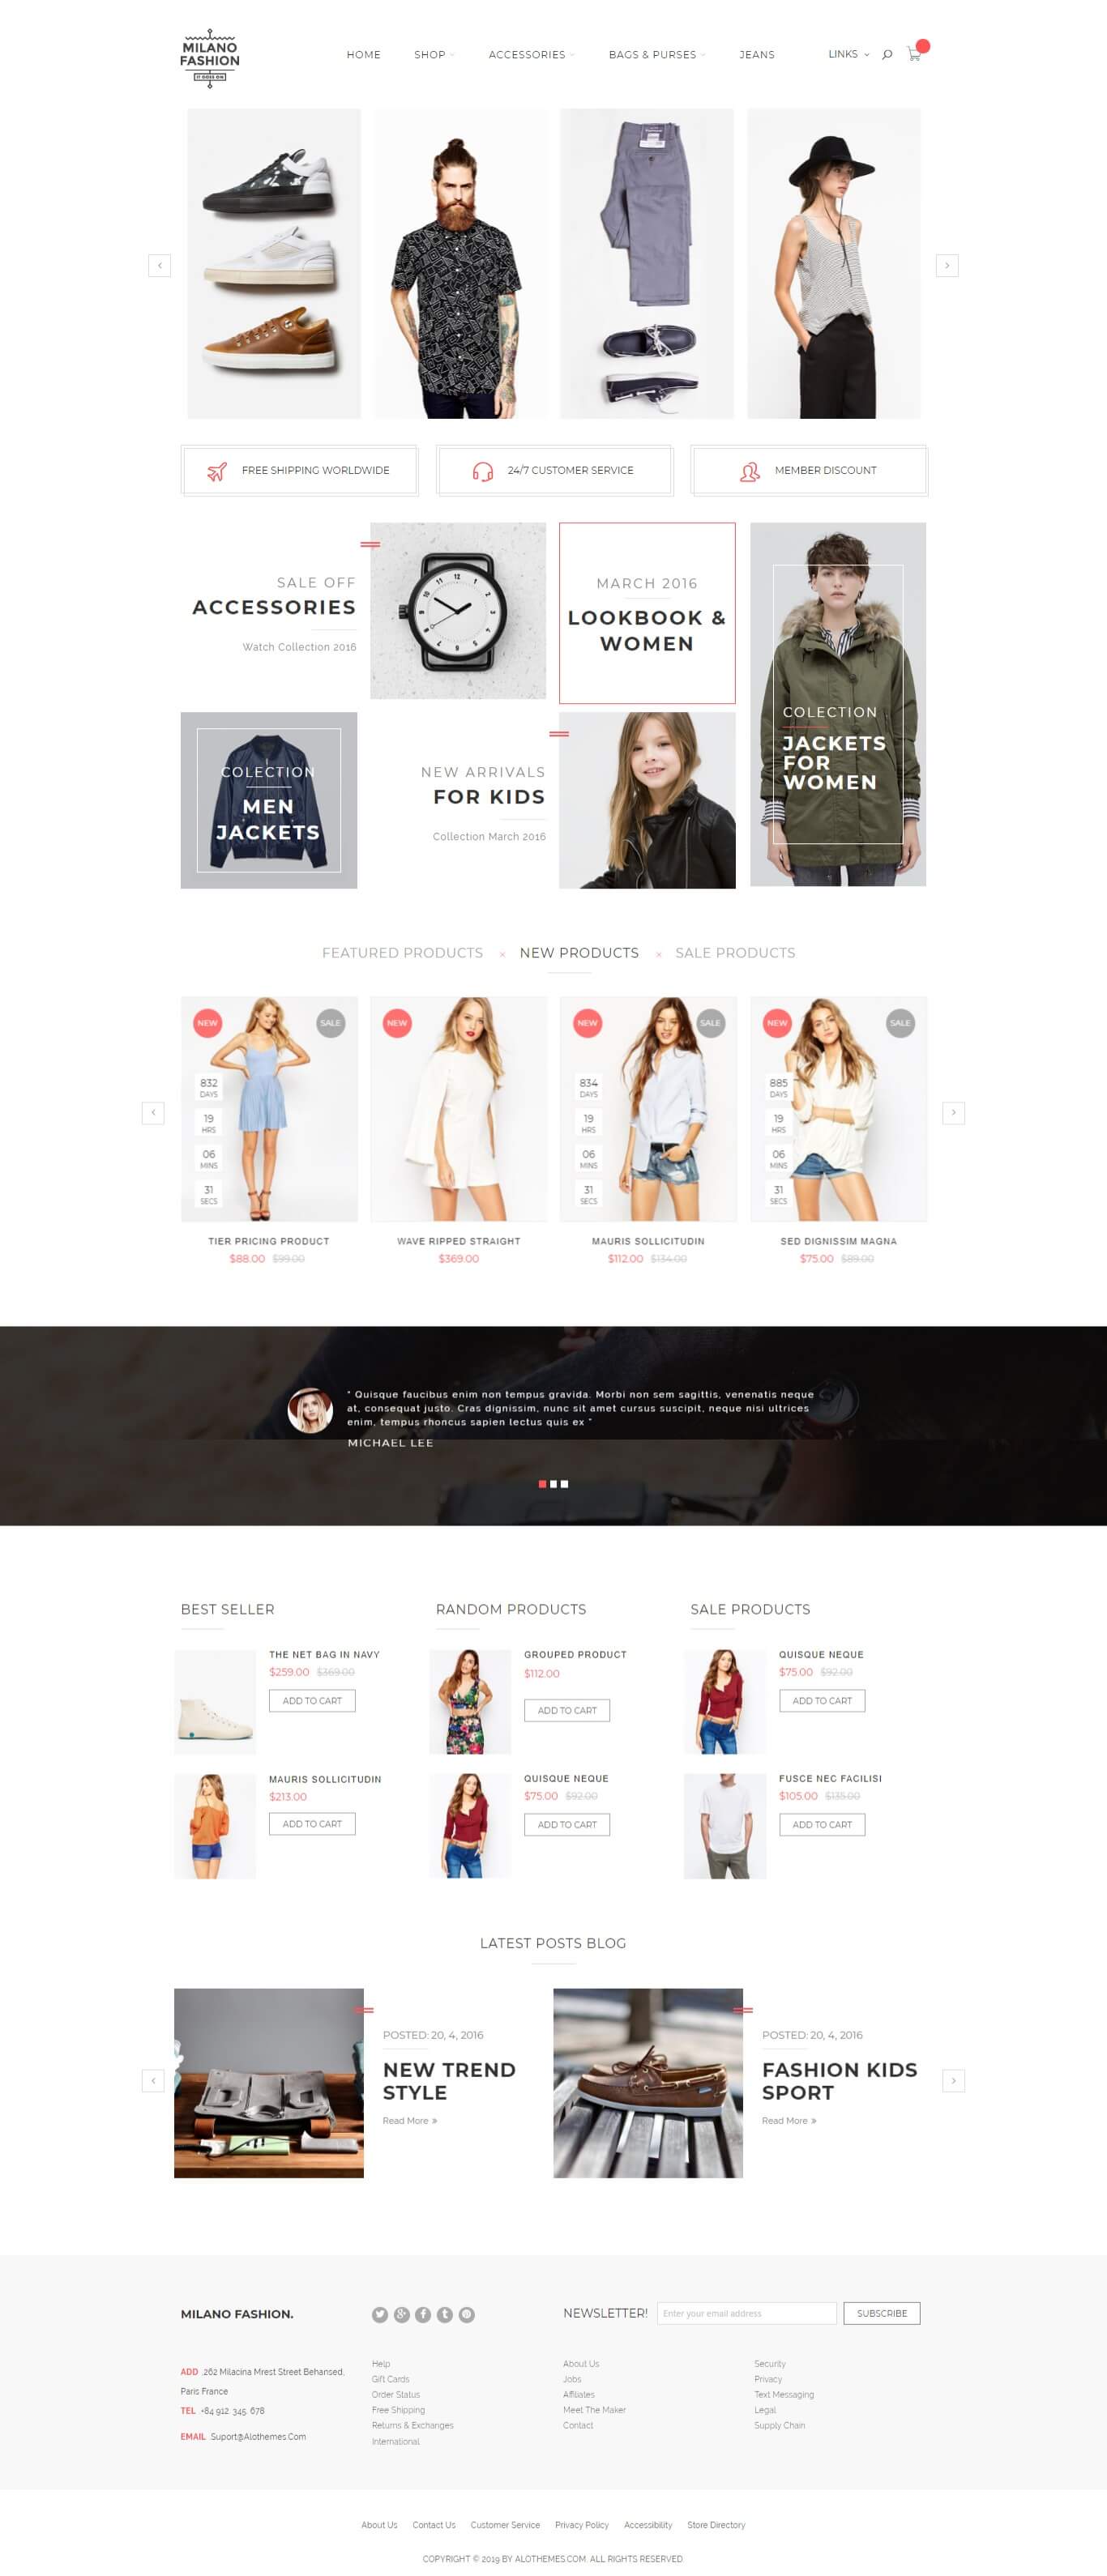 MILANO
FASHION
IT GOES ON
HOME SHOP ACCESSORIES BAGS & PURSES JEANS LINKS
FREE SHIPPING WORLDWIDE
24/7 CUSTOMER SERVICE
MEMBER DISCOUNT
SALE OFF
ACCESSORIES
Watch Collection 2016
MARCH 2016
LOOKBOOK &
WOMEN
COLECTION
JACKETS
FOR
WOMEN
COLECTION
MEN
JACKETS
NEW ARRIVALS
FOR KIDS
Collection March 2016
FEATURED PRODUCTS × NEW PRODUCTS × SALE PRODUCTS
NEW SALE
832
DAYS
19
HRS
06
MINS
31
SECS
TIER PRICING PRODUCT
$88.00 $99.00
NEW
WAVE RIPPED STRAIGHT
$369.00
NEW SALE
834
DAYS
19
HRS
06
MINS
31
SECS
MAURIS SOLLICITUDIN
$112.00 $134.00
NEW SALE
885
DAYS
19
HRS
06
MINS
31
SECS
SED DIGNISSIM MAGNA
$75.00 $89.00
" Quisque faucibus enim non tempus gravida. Morbi non sem sagittis, venenatis neque
at, consequat justo. Cras dignissim, nunc sit amet cursus suscipit, neque nisi ultrices
enim, tempus rhoncus sapien lectus quis ex "
MICHAEL LEE
BEST SELLER
THE NET BAG IN NAVY
$259.00 $369.00
ADD TO CART
MAURIS SOLLICITUDIN
$213.00
ADD TO CART
RANDOM PRODUCTS
GROUPED PRODUCT
$112.00
ADD TO CART
QUISQUE NEQUE
$75.00 $92.00
ADD TO CART
SALE PRODUCTS
QUISQUE NEQUE
$75.00 $92.00
ADD TO CART
FUSCE NEC FACILISI
$105.00 $135.00
ADD TO CART
LATEST POSTS BLOG
POSTED: 20, 4, 2016
NEW TREND
STYLE
Read More »
POSTED: 20, 4, 2016
FASHION KIDS
SPORT
Read More »
MILANO FASHION.
NEWSLETTER! Enter your email address SUBSCRIBE
ADD .262 Milacina Mrest Street Behansed,
Paris France
TEL .+84 912. 345. 678
EMAIL .Suport@Alothemes.Com
Help
Gift Cards
Order Status
Free Shipping
Returns & Exchanges
International
About Us
Jobs
Affiliates
Meet The Maker
Contact
Security
Privacy
Text Messaging
Legal
Supply Chain
About Us Contact Us Customer Service Privacy Policy Accessibility Store Directory
COPYRIGHT © 2019 BY ALOTHEMES.COM. ALL RIGHTS RESERVED.